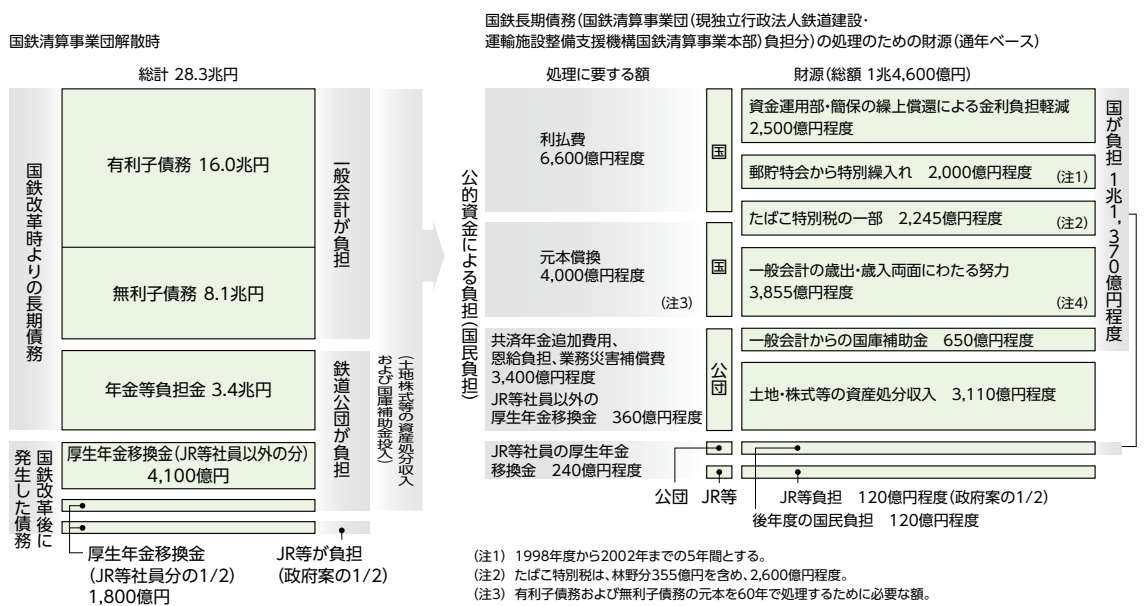 国鉄清算事業団解散時
総計 28.3兆円
国鉄改革時よりの長期債務
有利子債務 16.0兆円
無利子債務 8.1兆円
一般会計が負担
年金等負担金 3.4兆円
鉄道公団が負担
(土地株式等の資産処分収入
および国庫補助金投入)
国鉄改革後に
発生した債務
厚生年金移換金(JR等社員以外の分)
4,100億円
厚生年金移換金
(JR等社員分の1/2)
1,800億円
JR等が負担
(政府案の1/2)
国鉄長期債務(国鉄清算事業団(現独立行政法人鉄道建設・
運輸施設整備支援機構国鉄清算事業本部)負担分)の処理のための財源(通年ベース)
処理に要する額
財源(総額 1兆4,600億円)
公的資金による負担(国民負担)
利払費
6,600億円程度
国
資金運用部・簡保の繰上償還による金利負担軽減
2,500億円程度
郵貯特会から特別繰入れ 2,000億円程度 (注1)
たばこ特別税の一部 2,245億円程度 (注2)
元本償換
4,000億円程度
(注3)
国
一般会計の歳出・歳入両面にわたる努力
3,855億円程度
(注4)
国が負担 1兆1,370億円程度
共済年金追加費用、
恩給負担、業務災害補償費
3,400億円程度
JR等社員以外の
厚生年金移換金 360億円程度
公団
一般会計からの国庫補助金 650億円程度
土地・株式等の資産処分収入 3,110億円程度
JR等社員の厚生年金
移換金 240億円程度
公団 JR等
JR等負担 120億円程度(政府案の1/2)
後年度の国民負担 120億円程度
(注1) 1998年度から2002年までの5年間とする。
(注2) たばこ特別税は、林野分355億円を含め、2,600億円程度。
(注3) 有利子債務および無利子債務の元本を60年で処理するために必要な額。